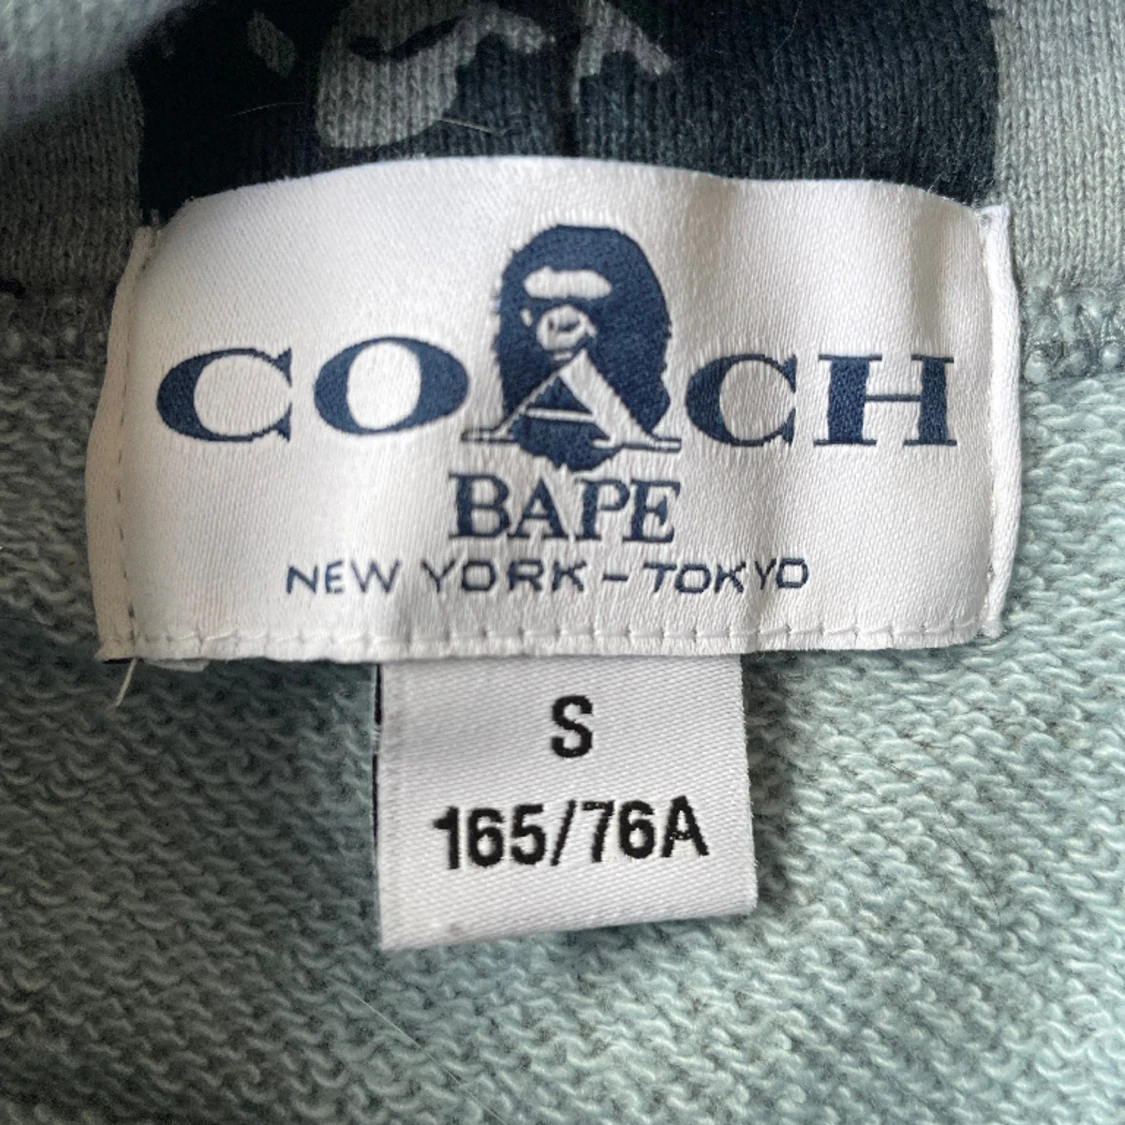 COACH
BAPE
NEW YORK - TOKYO
S
165/76A